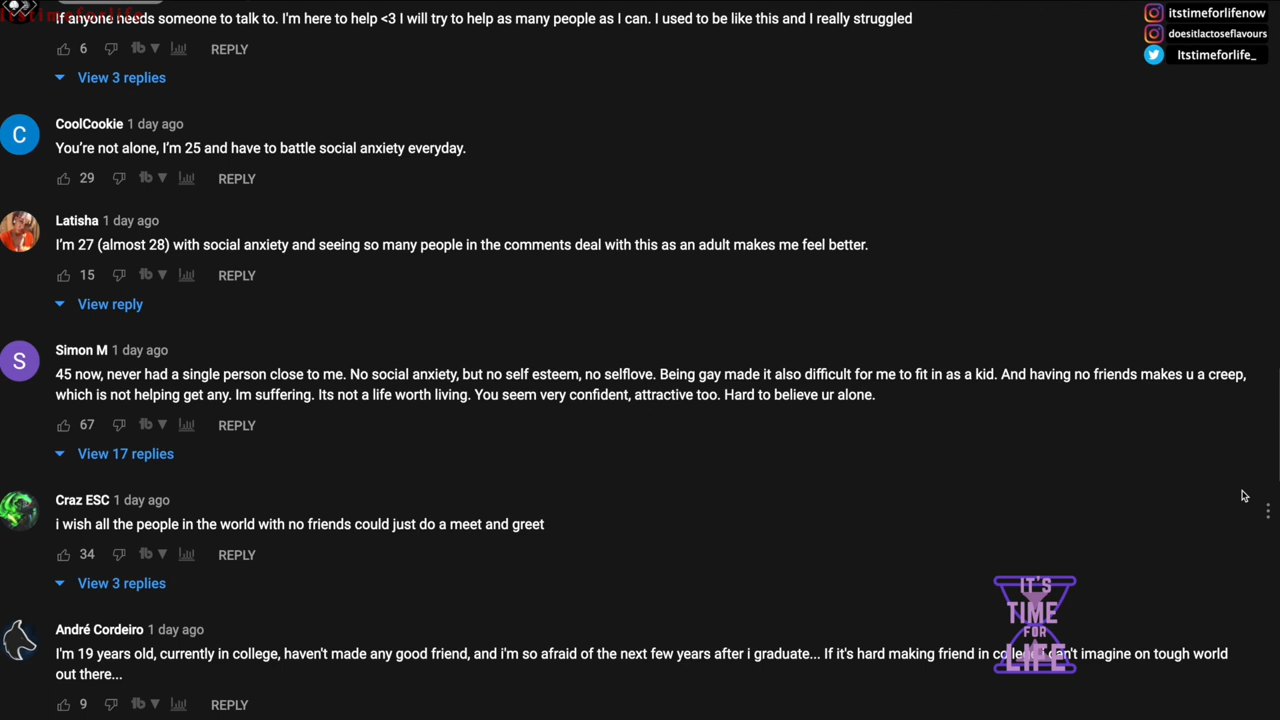 Itstimeforlife
If anyone needs someone to talk to. I'm here to help <3 I will try to help as many people as I can. I used to be like this and I really struggled
6 REPLY
View 3 replies
itstimeforlifenow
doesitlactoseflavours
Itstimeforlife_
C
CoolCookie 1 day ago
You're not alone, I'm 25 and have to battle social anxiety everyday.
29 REPLY
Latisha 1 day ago
I'm 27 (almost 28) with social anxiety and seeing so many people in the comments deal with this as an adult makes me feel better.
15 REPLY
View reply
S
Simon M 1 day ago
45 now, never had a single person close to me. No social anxiety, but no self esteem, no selflove. Being gay made it also difficult for me to fit in as a kid. And having no friends makes u a creep,
which is not helping get any. Im suffering. Its not a life worth living. You seem very confident, attractive too. Hard to believe ur alone.
67 REPLY
View 17 replies
Craz ESC 1 day ago
i wish all the people in the world with no friends could just do a meet and greet
34 REPLY
View 3 replies
André Cordeiro 1 day ago
I'm 19 years old, currently in college, haven't made any good friend, and i'm so afraid of the next few years after i graduate... If it's hard making friend in college i can't imagine on tough world
out there...
9 REPLY
IT'S
TIME
FOR
LIFE